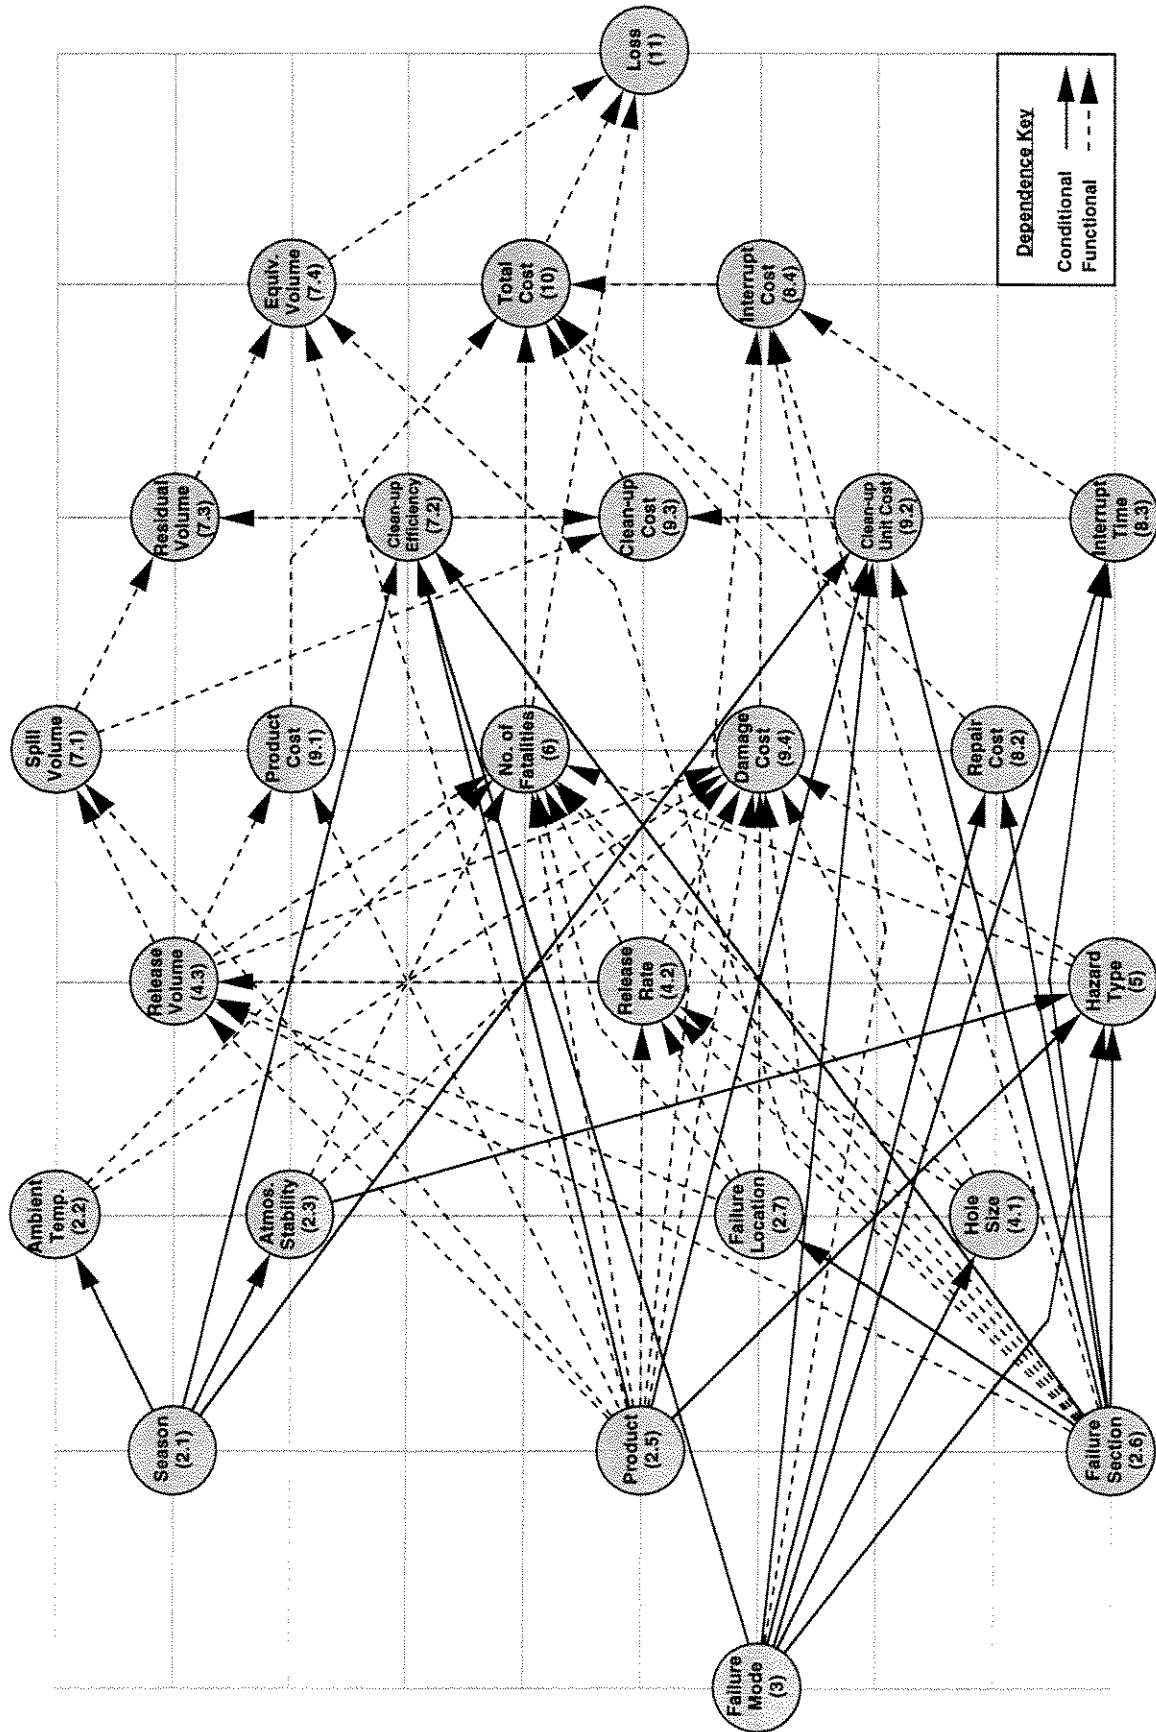 Failure
Mode
(3)
Season
(2.1)
Product
(2.5)
Failure
Section
(2.6)
Ambient
Temp.
(2.2)
Atmos.
Stability
(2.3)
Failure
Location
(2.7)
Hole
Size
(4.1)
Release
Volume
(4.3)
Release
Rate
(4.2)
Hazard
Type
(5)
Spill
Volume
(7.1)
Product
Cost
(9.1)
No. of
Fatalities
(6)
Damage
Cost
(9.4)
Repair
Cost
(8.2)
Residual
Volume
(7.3)
Clean-up
Efficiency
(7.2)
Clean-up
Cost
(9.3)
Clean-up
Unit Cost
(9.2)
Interrupt
Time
(8.3)
Equiv.
Volume
(7.4)
Total
Cost
(10)
Interrupt
Cost
(8.4)
Loss
(11)
Dependence Key
Conditional
Functional